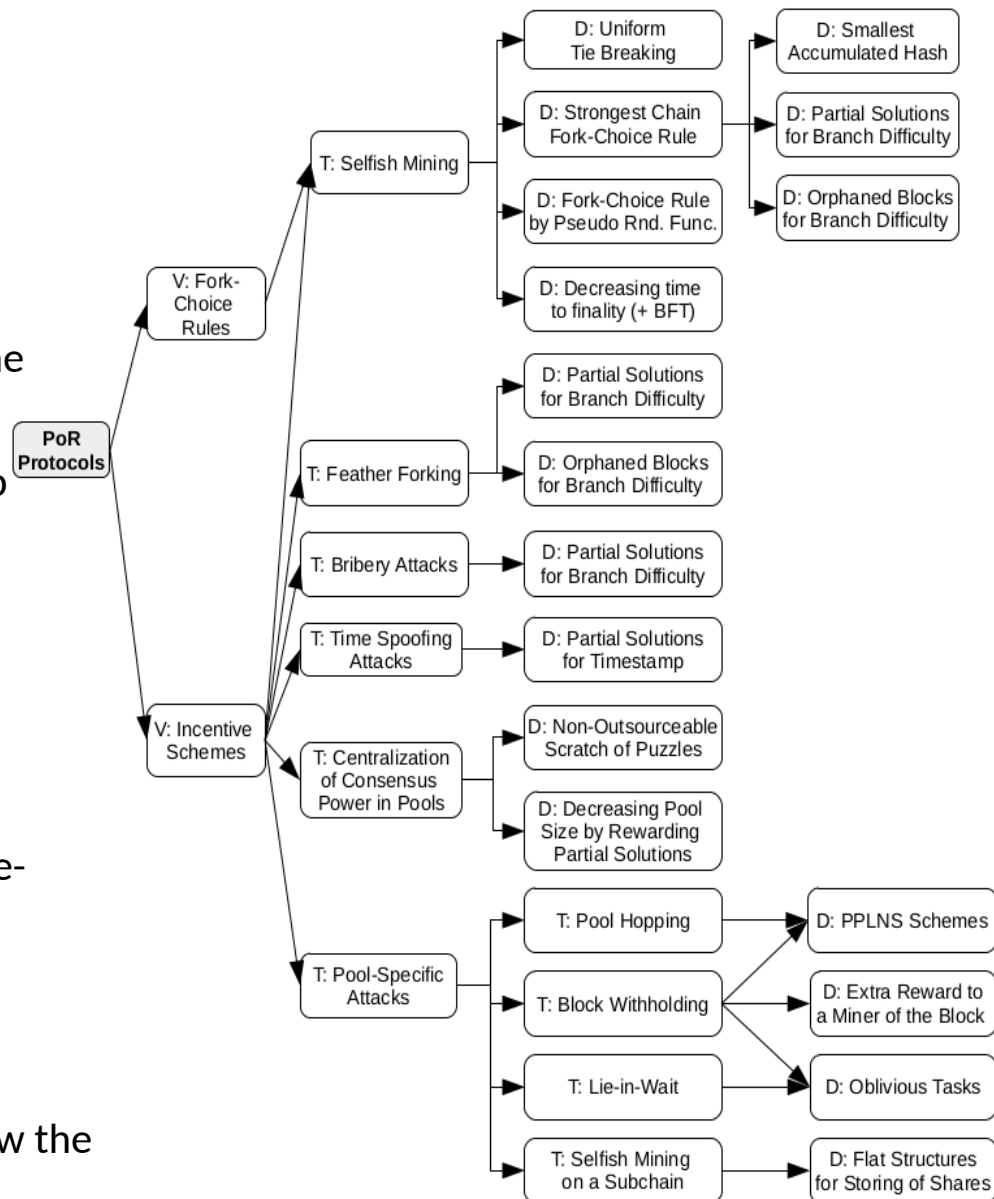 D: Uniform
Tie Breaking
D: Smallest
Accumulated Hash
D: Strongest Chain
Fork-Choice Rule
D: Partial Solutions
for Branch Difficulty
T: Selfish Mining
D: Fork-Choice Rule
by Pseudo Rnd. Func.
D: Orphaned Blocks
for Branch Difficulty
V: Fork-
Choice
Rules
D: Decreasing time
to finality (+ BFT)
D: Partial Solutions
for Branch Difficulty
PoR
Protocols
T: Feather Forking
D: Orphaned Blocks
for Branch Difficulty
T: Bribery Attacks
D: Partial Solutions
for Branch Difficulty
T: Time Spoofing
Attacks
D: Partial Solutions
for Timestamp
V: Incentive
Schemes
T: Centralization
of Consensus
Power in Pools
D: Non-Outsourceable
Scratch of Puzzles
D: Decreasing Pool
Size by Rewarding
Partial Solutions
e-
T: Pool-Specific
Attacks
T: Pool Hopping
D: PPLNS Schemes
T: Block Withholding
D: Extra Reward to
a Miner of the Block
T: Lie-in-Wait
D: Oblivious Tasks
w the
T: Selfish Mining
on a Subchain
D: Flat Structures
for Storing of Shares